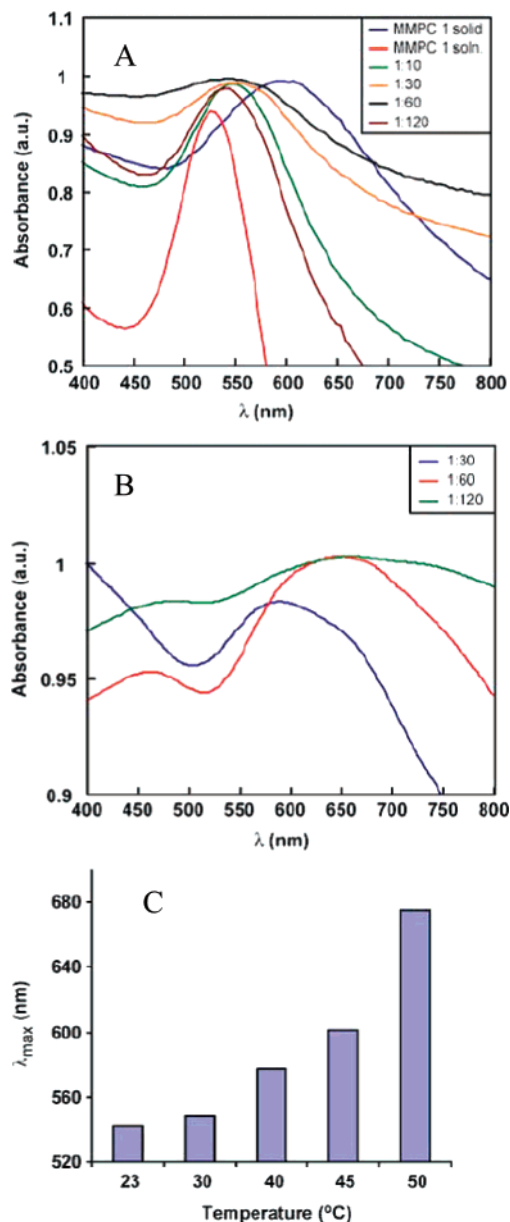 A
MMPC 1 solid
MMPC 1 soln.
1:10
1:30
1:60
1:120
1.1
1
0.9
0.8
0.7
0.6
0.5
Absorbance (a.u.)
400 450 500 550 600 650 700 750 800
λ (nm)
B
1:30
1:60
1:120
1.05
1
0.95
0.9
Absorbance (a.u.)
400 450 500 550 600 650 700 750 800
λ (nm)
C
680
640
600
560
520
λmax (nm)
23 30 40 45 50
Temperature (ºC)